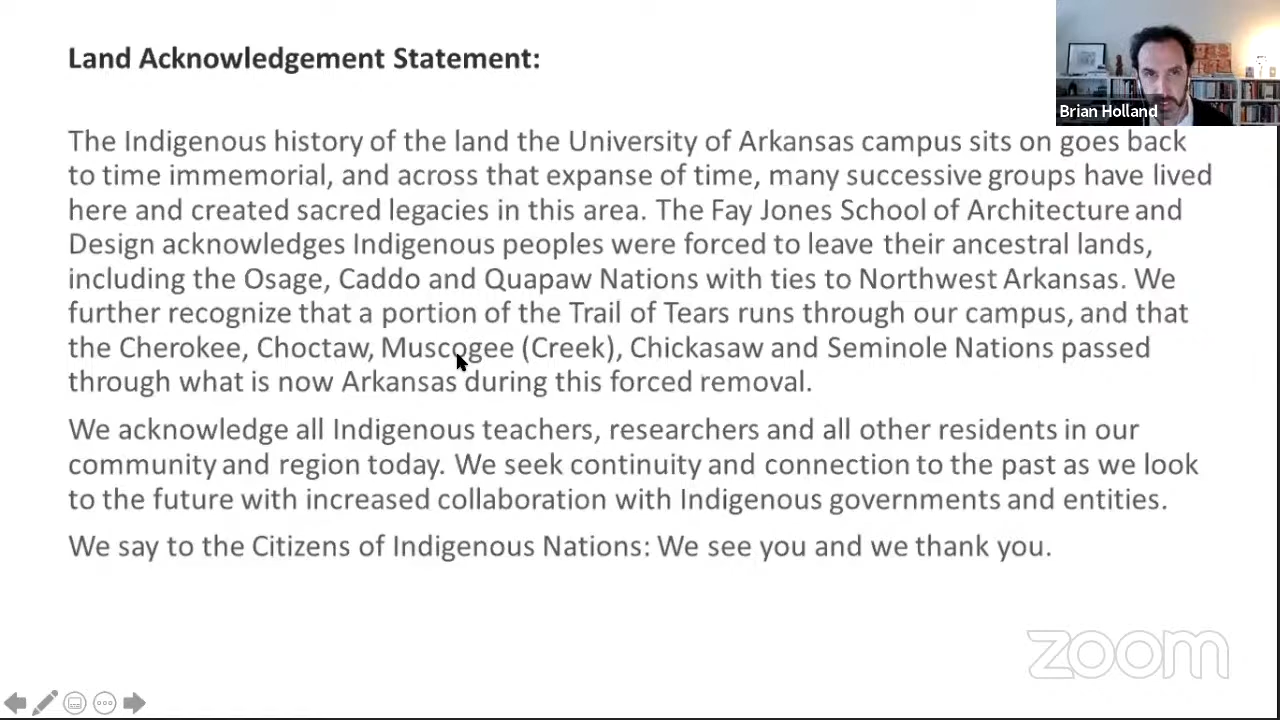 Land Acknowledgement Statement:
Brian Holland
The Indigenous history of the land the University of Arkansas campus sits on goes back
to time immemorial, and across that expanse of time, many successive groups have lived
here and created sacred legacies in this area. The Fay Jones School of Architecture and
Design acknowledges Indigenous peoples were forced to leave their ancestral lands,
including the Osage, Caddo and Quapaw Nations with ties to Northwest Arkansas. We
further recognize that a portion of the Trail of Tears runs through our campus, and that
the Cherokee, Choctaw, Muscogee (Creek), Chickasaw and Seminole Nations passed
through what is now Arkansas during this forced removal.
We acknowledge all Indigenous teachers, researchers and all other residents in our
community and region today. We seek continuity and connection to the past as we look
to the future with increased collaboration with Indigenous governments and entities.
We say to the Citizens of Indigenous Nations: We see you and we thank you.
zoom